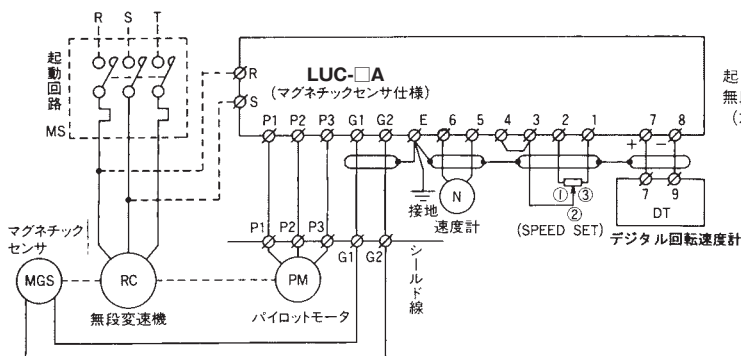 R S T
起動回路
MS
R
S
LUC-□A
(マグネチックセンサ仕様)
P1 P2 P3 G1 G2 E 6 5 4 3 2 1 7 8
+ −
接地
N
速度計
① ③
②
(SPEED SET)
7 9
DT
デジタル回転速度計
P1 P2 P3 G1 G2
シールド線
マグネチック
センサ
MGS
RC
PM
無段変速機
パイロットモータ
起
無